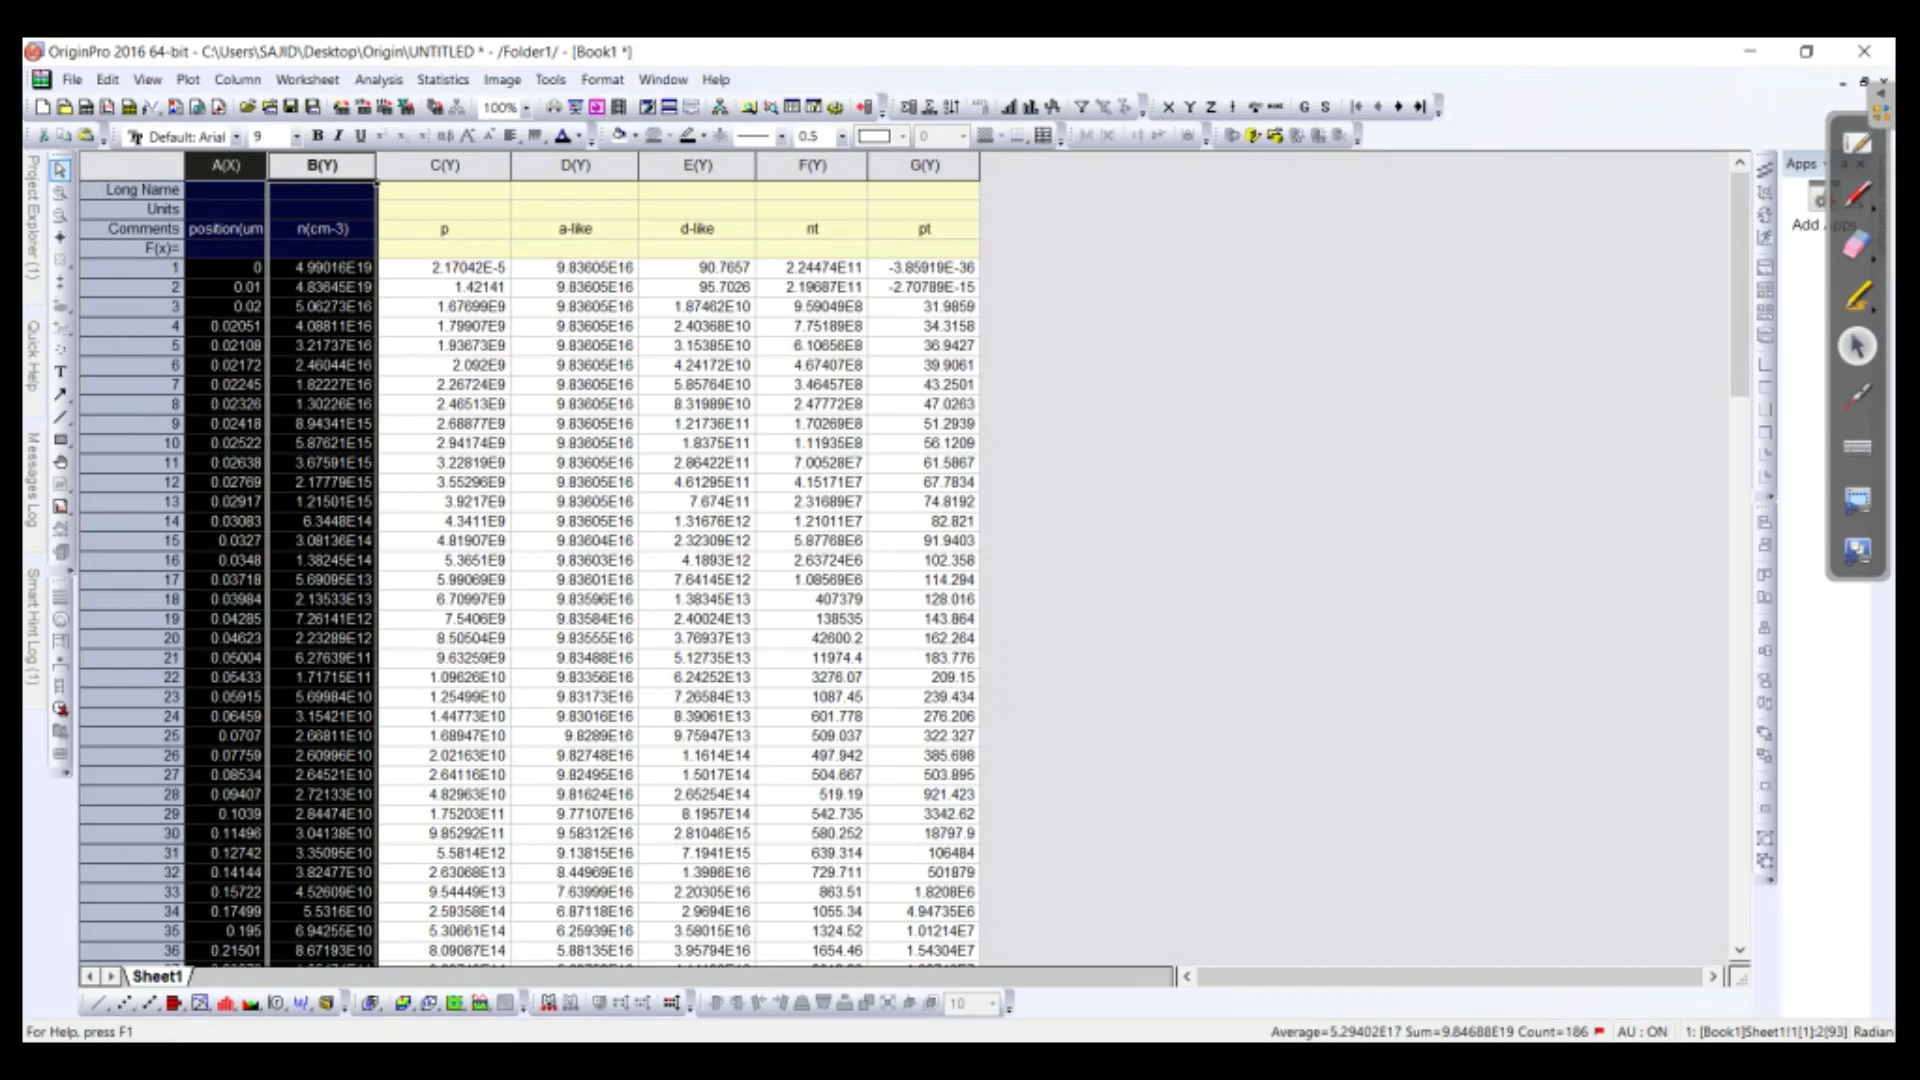 OriginPro 2016 64-bit - C:\Users\SAJID\Desktop\Origin\UNTITLED * - /Folder1/ - [Book1 *]
File Edit View Plot Column Worksheet Analysis Statistics Image Tools Format Window Help
100% X Y Z G S
Default: Arial 9 B I U αβ A A A 0.5 0
Project Explorer (1)
Quick Help
Messages Log
Smart Hint Log (1)
Apps
Add Apps
A(X) B(Y) C(Y) D(Y) E(Y) F(Y) G(Y)
Long Name
Units
Comments position(um n(cm-3) p a-like d-like nt pt
F(x)=
1 0 4.99016E19 2.17042E-5 9.83605E16 90.7657 2.24474E11 -3.85919E-36
2 0.01 4.83645E19 1.42141 9.83605E16 95.7026 2.19687E11 -2.70789E-15
3 0.02 5.06273E16 1.67699E9 9.83605E16 1.87462E10 9.59049E8 31.9859
4 0.02051 4.08811E16 1.79907E9 9.83605E16 2.40368E10 7.75189E8 34.3158
5 0.02108 3.21737E16 1.93673E9 9.83605E16 3.15385E10 6.10656E8 36.9427
6 0.02172 2.46044E16 2.092E9 9.83605E16 4.24172E10 4.67407E8 39.9061
7 0.02245 1.82227E16 2.26724E9 9.83605E16 5.85764E10 3.46457E8 43.2501
8 0.02326 1.30226E16 2.46513E9 9.83605E16 8.31989E10 2.47772E8 47.0263
9 0.02418 8.94341E15 2.68877E9 9.83605E16 1.21736E11 1.70269E8 51.2939
10 0.02522 5.87621E15 2.94174E9 9.83605E16 1.8375E11 1.11935E8 56.1209
11 0.02638 3.67591E15 3.22819E9 9.83605E16 2.86422E11 7.00528E7 61.5867
12 0.02769 2.17779E15 3.55296E9 9.83605E16 4.61295E11 4.15171E7 67.7834
13 0.02917 1.21501E15 3.9217E9 9.83605E16 7.674E11 2.31689E7 74.8192
14 0.03083 6.3448E14 4.3411E9 9.83605E16 1.31676E12 1.21011E7 82.821
15 0.0327 3.08136E14 4.81907E9 9.83604E16 2.32309E12 5.87768E6 91.9403
16 0.0348 1.38245E14 5.3651E9 9.83603E16 4.1893E12 2.63724E6 102.358
17 0.03718 5.69095E13 5.99069E9 9.83601E16 7.64145E12 1.08569E6 114.294
18 0.03984 2.13533E13 6.70997E9 9.83596E16 1.38345E13 407379 128.016
19 0.04285 7.26141E12 7.5406E9 9.83584E16 2.40024E13 138535 143.864
20 0.04623 2.23289E12 8.50504E9 9.83555E16 3.76937E13 42600.2 162.264
21 0.05004 6.27639E11 9.63259E9 9.83488E16 5.12735E13 11974.4 183.776
22 0.05433 1.71715E11 1.09626E10 9.83356E16 6.24252E13 3276.07 209.15
23 0.05915 5.69984E10 1.25499E10 9.83173E16 7.26584E13 1087.45 239.434
24 0.06459 3.15421E10 1.44773E10 9.83016E16 8.39061E13 601.778 276.206
25 0.0707 2.66811E10 1.68947E10 9.8289E16 9.75947E13 509.037 322.327
26 0.07759 2.60996E10 2.02163E10 9.82748E16 1.1614E14 497.942 385.698
27 0.08534 2.64521E10 2.64116E10 9.82495E16 1.5017E14 504.667 503.895
28 0.09407 2.72133E10 4.82963E10 9.81624E16 2.65254E14 519.19 921.423
29 0.1039 2.84474E10 1.75203E11 9.77107E16 8.1957E14 542.735 3342.62
30 0.11496 3.04138E10 9.85292E11 9.58312E16 2.81046E15 580.252 18797.9
31 0.12742 3.35095E10 5.5814E12 9.13815E16 7.1941E15 639.314 106484
32 0.14144 3.82477E10 2.63068E13 8.44969E16 1.3986E16 729.711 501879
33 0.15722 4.52609E10 9.54449E13 7.63999E16 2.20305E16 863.51 1.8208E6
34 0.17499 5.5316E10 2.59358E14 6.87118E16 2.9694E16 1055.34 4.94735E6
35 0.195 6.94255E10 5.30661E14 6.25939E16 3.58015E16 1324.52 1.01214E7
36 0.21501 8.67193E10 8.09087E14 5.88135E16 3.95794E16 1654.46 1.54304E7
Sheet1
10
For Help, press F1 Average=5.29402E17 Sum=9.84688E19 Count=186 AU : ON 1: [Book1]Sheet1!1[1]:2[93] Radian